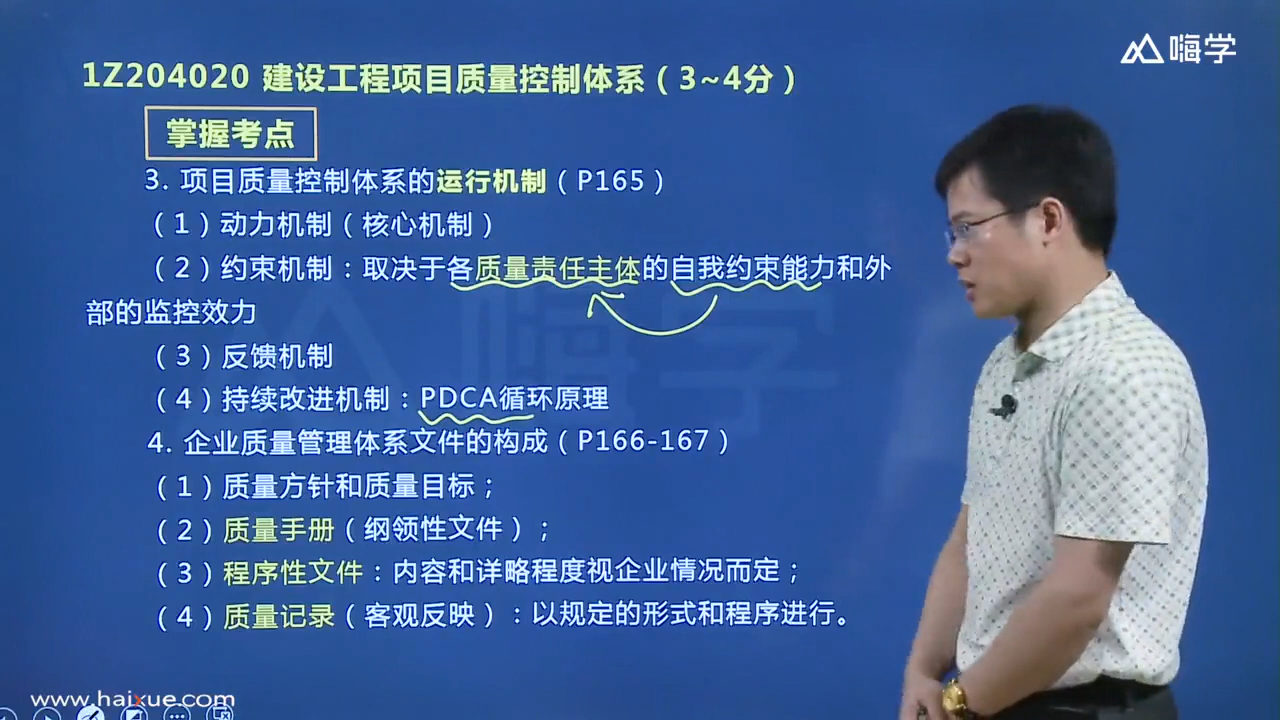 嗨学
1Z204020 建设工程项目质量控制体系（3~4分）
掌握考点
3. 项目质量控制体系的运行机制（P165）
（1）动力机制（核心机制）
（2）约束机制：取决于各质量责任主体的自我约束能力和外
部的监控效力
（3）反馈机制
（4）持续改进机制：PDCA循环原理
4. 企业质量管理体系文件的构成（P166-167）
（1）质量方针和质量目标；
（2）质量手册（纲领性文件）；
（3）程序性文件：内容和详略程度视企业情况而定；
（4）质量记录（客观反映）：以规定的形式和程序进行。
www.haixue.com
嗨学